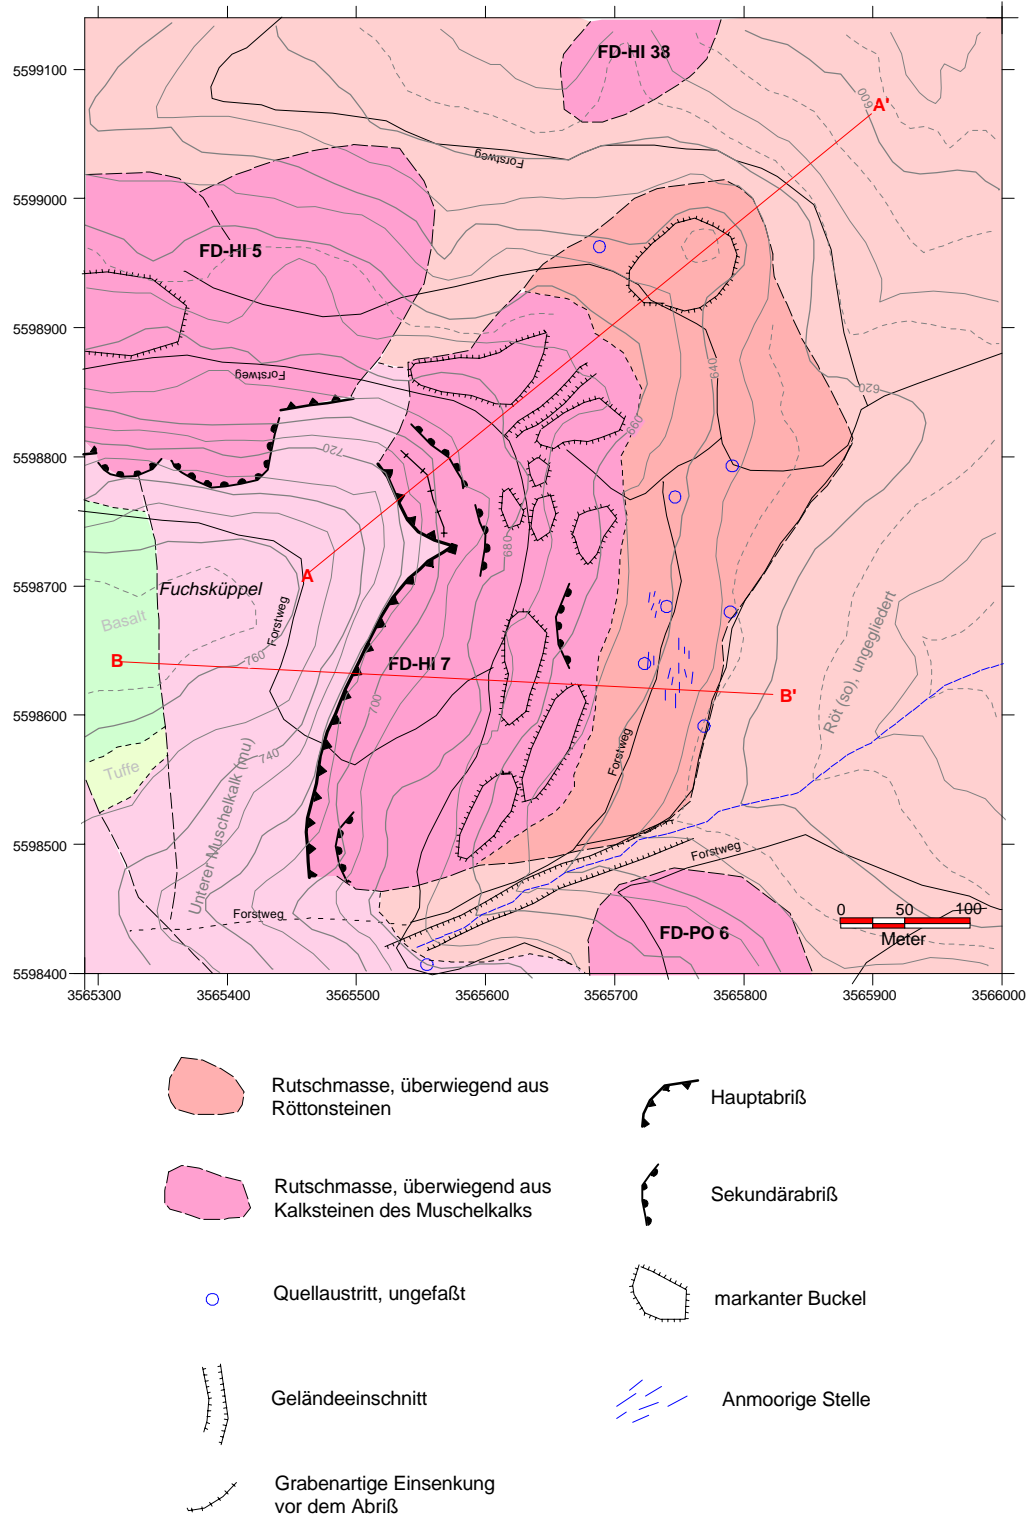 FD-HI 38
5599100
600
A'
Forstweg
5599000
FD-HI 5
5598900
Forstweg
640
620
660
720
5598800
680
A
5598700
Fuchsküppel
Basalt
Forstweg
760
B
FD-HI 7
B'
Röt (so), ungegliedert
700
5598600
Forstweg
740
Tuffe
Unterer Muschelkalk (mu)
5598500
Forstweg
Forstweg
0 50 100
Meter
FD-PO 6
5598400
3565300 3565400 3565500 3565600 3565700 3565800 3565900 3566000
Rutschmasse, überwiegend aus
Röttonsteinen
Hauptabriß
Rutschmasse, überwiegend aus
Kalksteinen des Muschelkalks
Sekundärabriß
Quellaustritt, ungefaßt
markanter Buckel
Geländeeinschnitt
Anmoorige Stelle
Grabenartige Einsenkung
vor dem Abriß